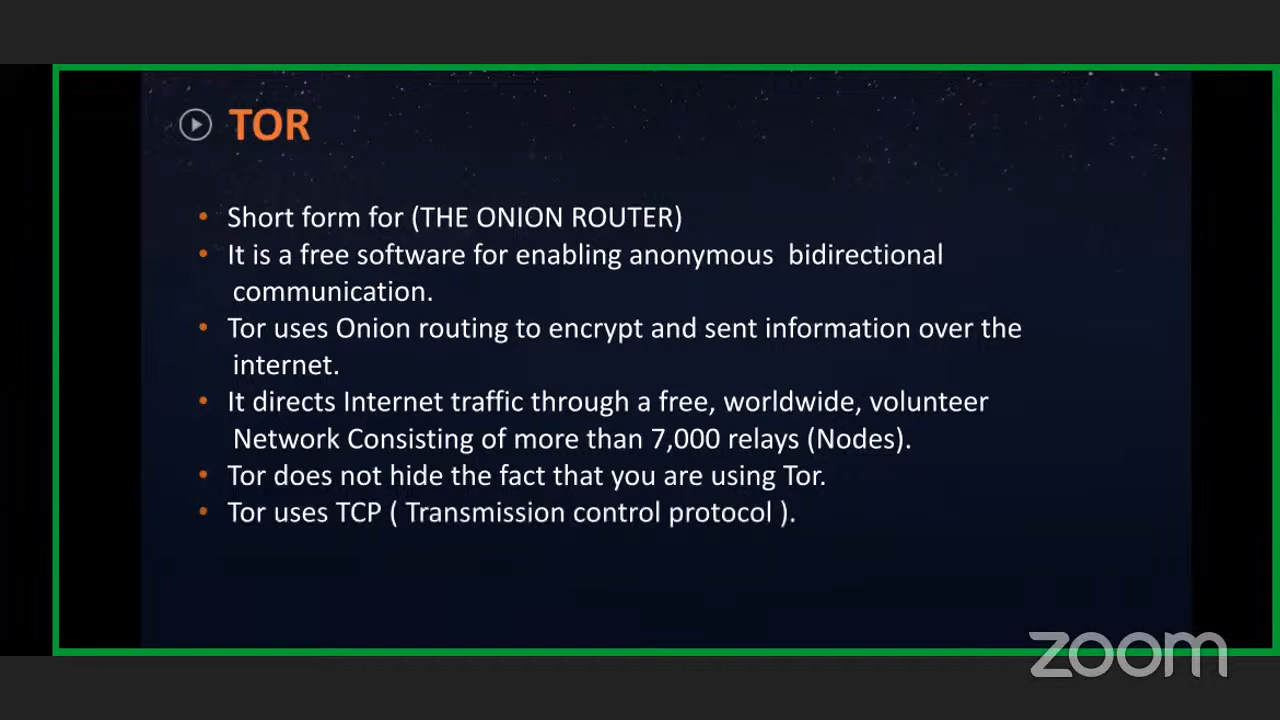 TOR
• Short form for (THE ONION ROUTER)
• It is a free software for enabling anonymous  bidirectional
communication.
• Tor uses Onion routing to encrypt and sent information over the
internet.
• It directs Internet traffic through a free, worldwide, volunteer
Network Consisting of more than 7,000 relays (Nodes).
• Tor does not hide the fact that you are using Tor.
• Tor uses TCP ( Transmission control protocol ).
zoom